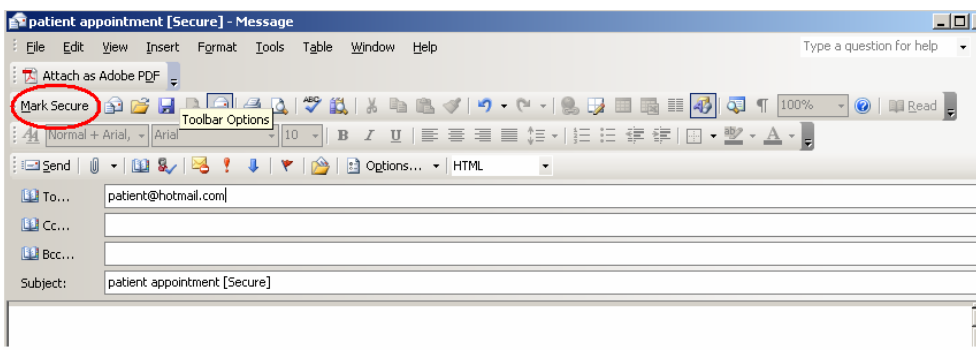 patient appointment [Secure] - Message
File Edit View Insert Format Tools Table Window Help Type a question for help
Attach as Adobe PDF
Mark Secure ABC 100% Read
Toolbar Options
Normal + Arial, Arial 10 B I U ab A
Send Options... HTML
To... patient@hotmail.com
Cc...
Bcc...
Subject: patient appointment [Secure]